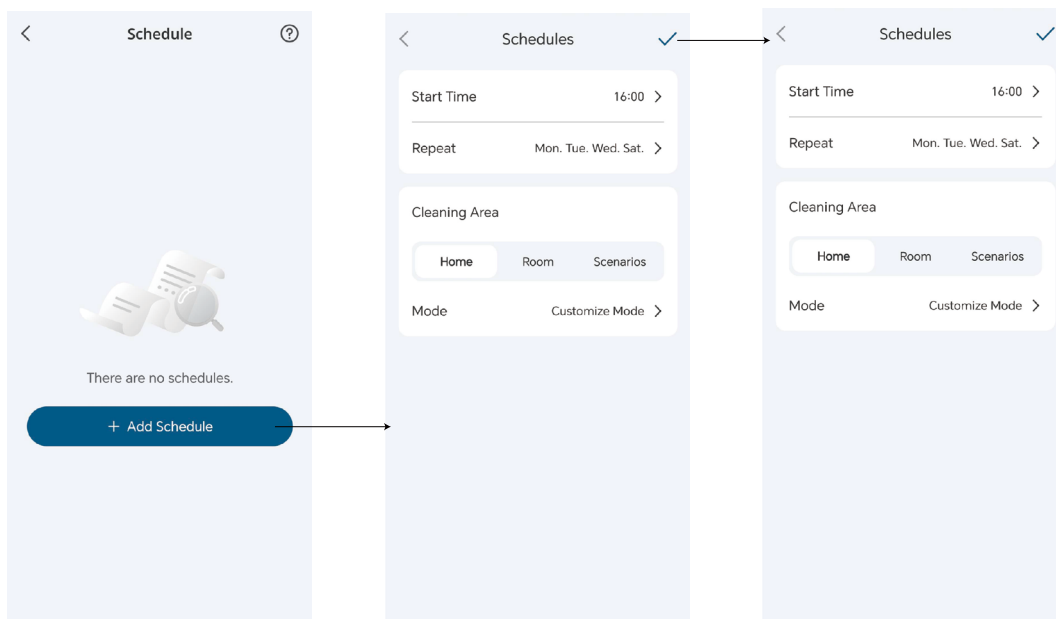 Schedule
There are no schedules.
+ Add Schedule
Schedules
Start Time 16:00
Repeat Mon. Tue. Wed. Sat.
Cleaning Area
Home Room Scenarios
Mode Customize Mode
Schedules
Start Time 16:00
Repeat Mon. Tue. Wed. Sat.
Cleaning Area
Home Room Scenarios
Mode Customize Mode